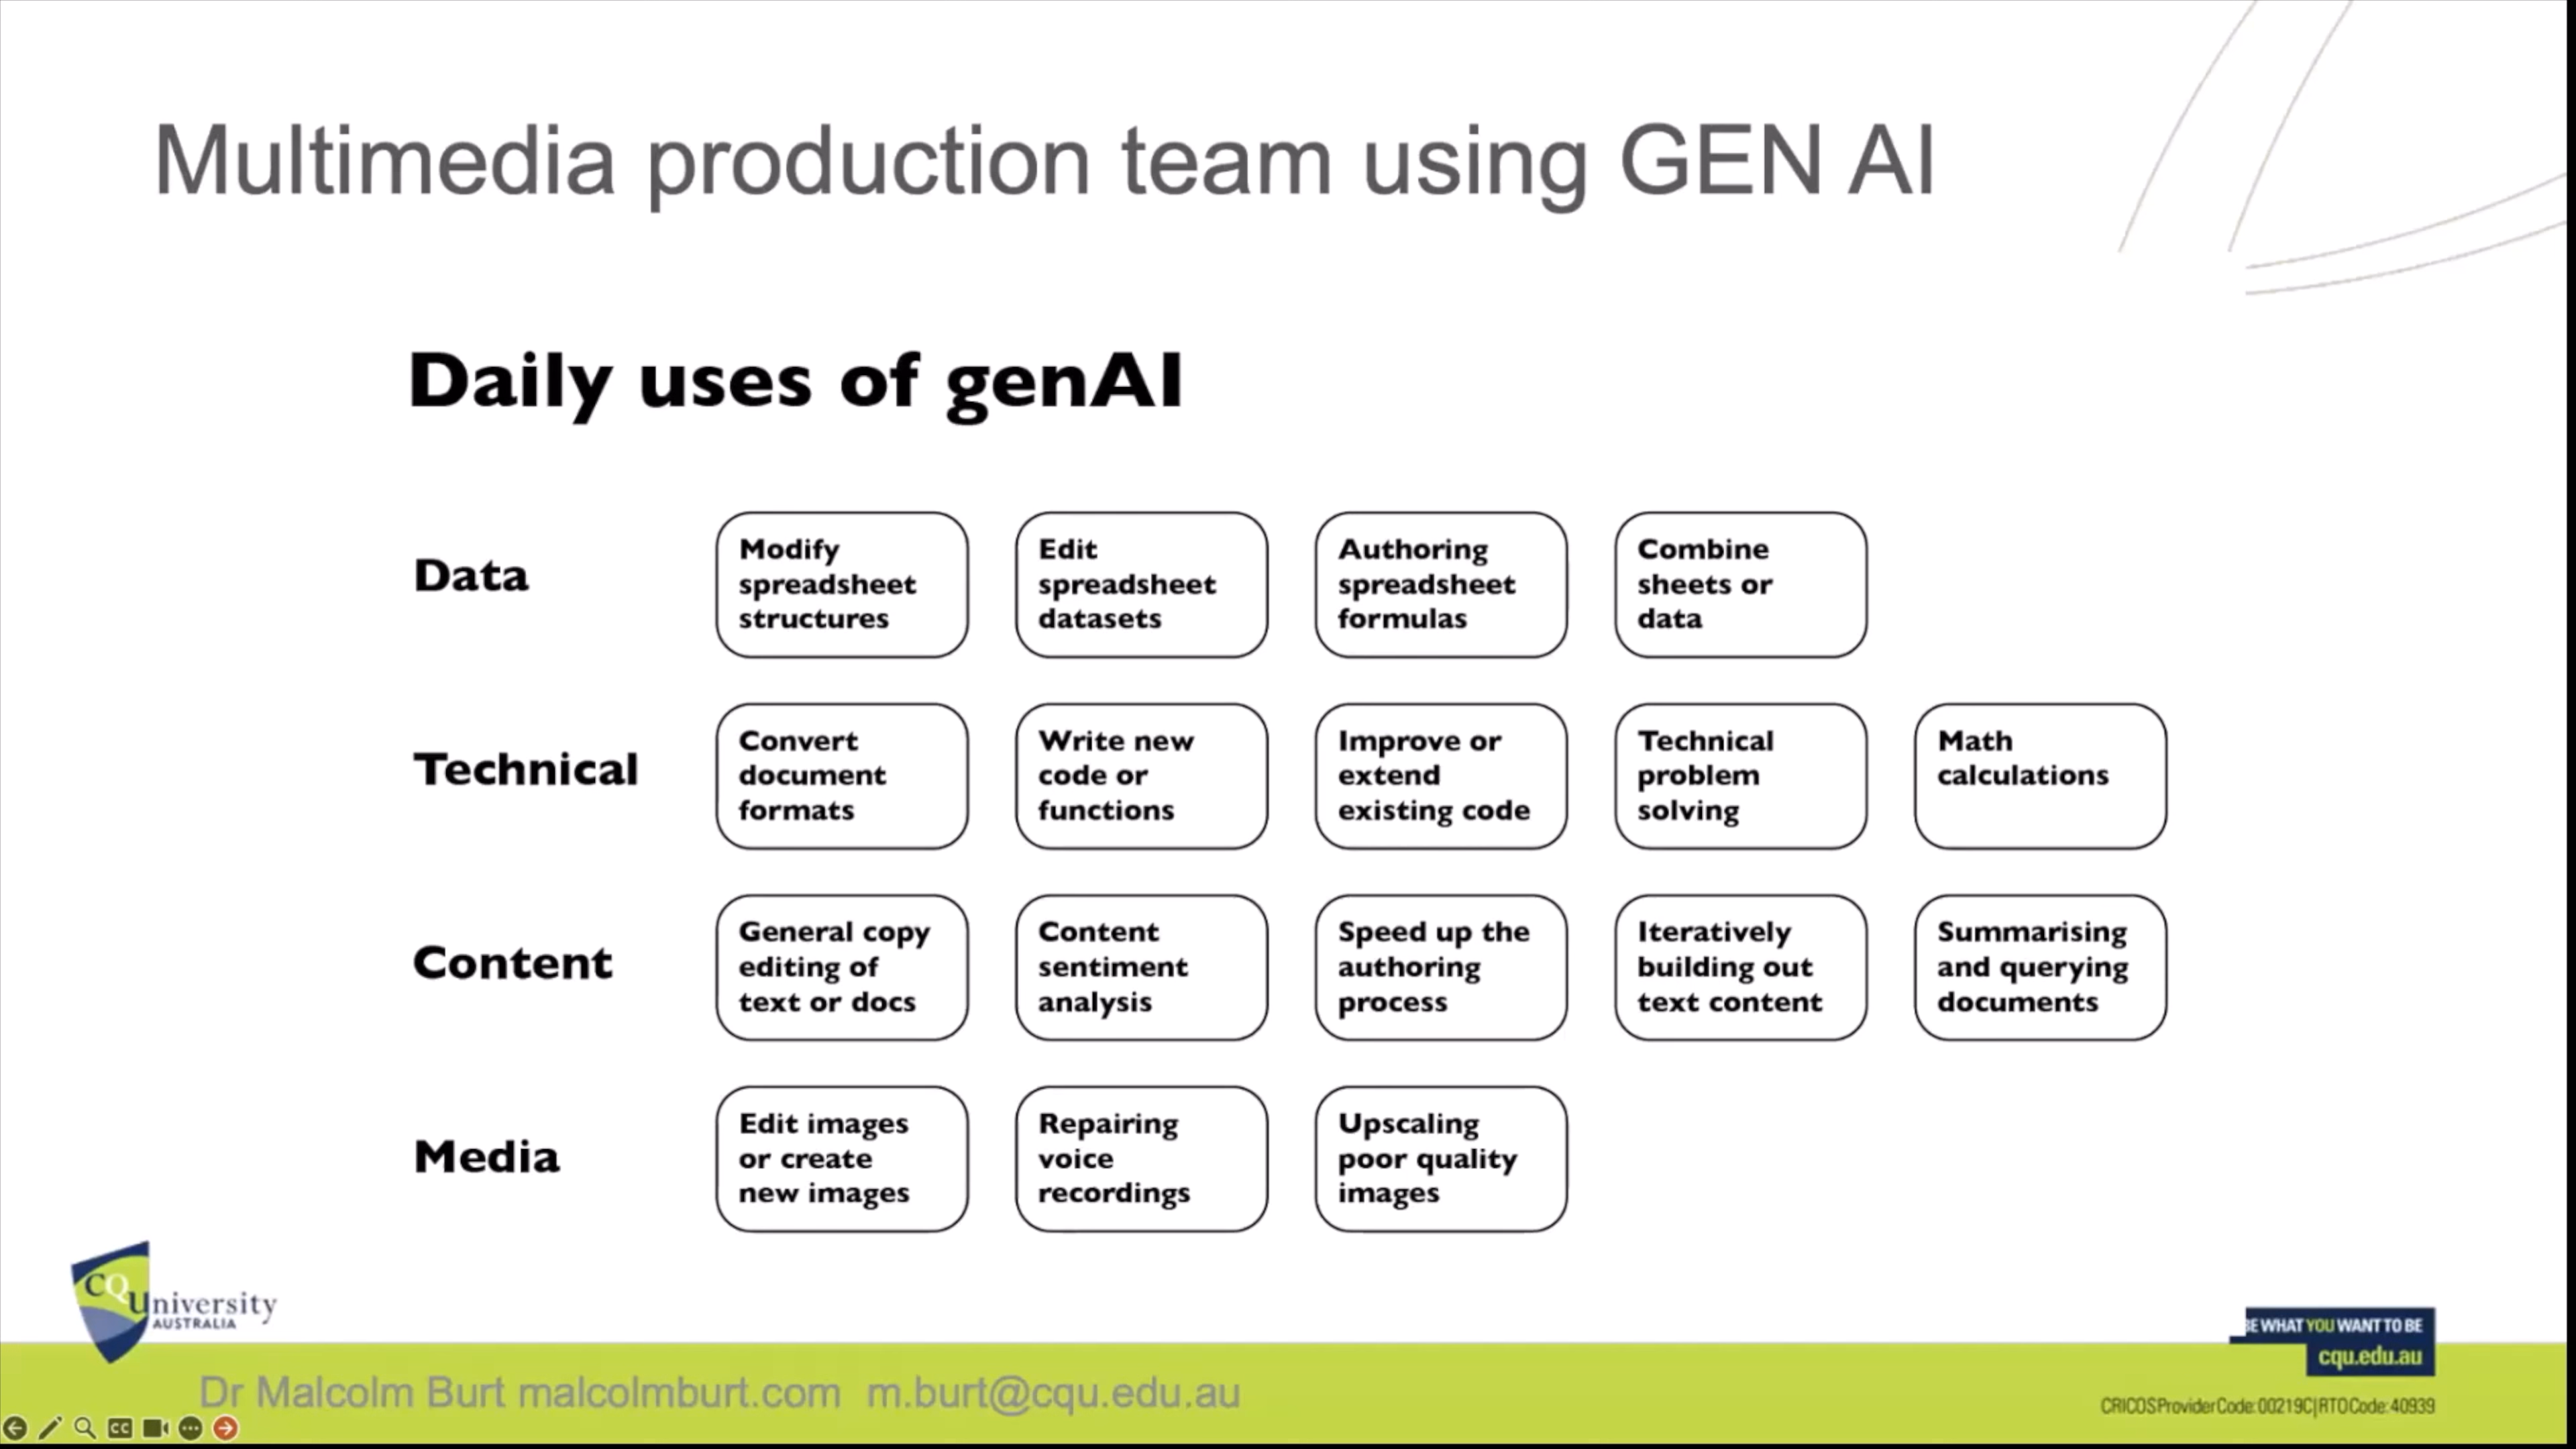 Multimedia production team using GEN AI
Daily uses of genAI
Data
Modify
spreadsheet
structures
Edit
spreadsheet
datasets
Authoring
spreadsheet
formulas
Combine
sheets or
data
Technical
Convert
document
formats
Write new
code or
functions
Improve or
extend
existing code
Technical
problem
solving
Math
calculations
Content
General copy
editing of
text or docs
Content
sentiment
analysis
Speed up the
authoring
process
Iteratively
building out
text content
Summarising
and querying
documents
Media
Edit images
or create
new images
Repairing
voice
recordings
Upscaling
poor quality
images
CQUniversity
AUSTRALIA
BE WHAT YOU WANT TO BE
cqu.edu.au
Dr Malcolm Burt malcolmburt.com m.burt@cqu.edu.au
CRICOS Provider Code: 00219C | RTO Code: 40939
CC